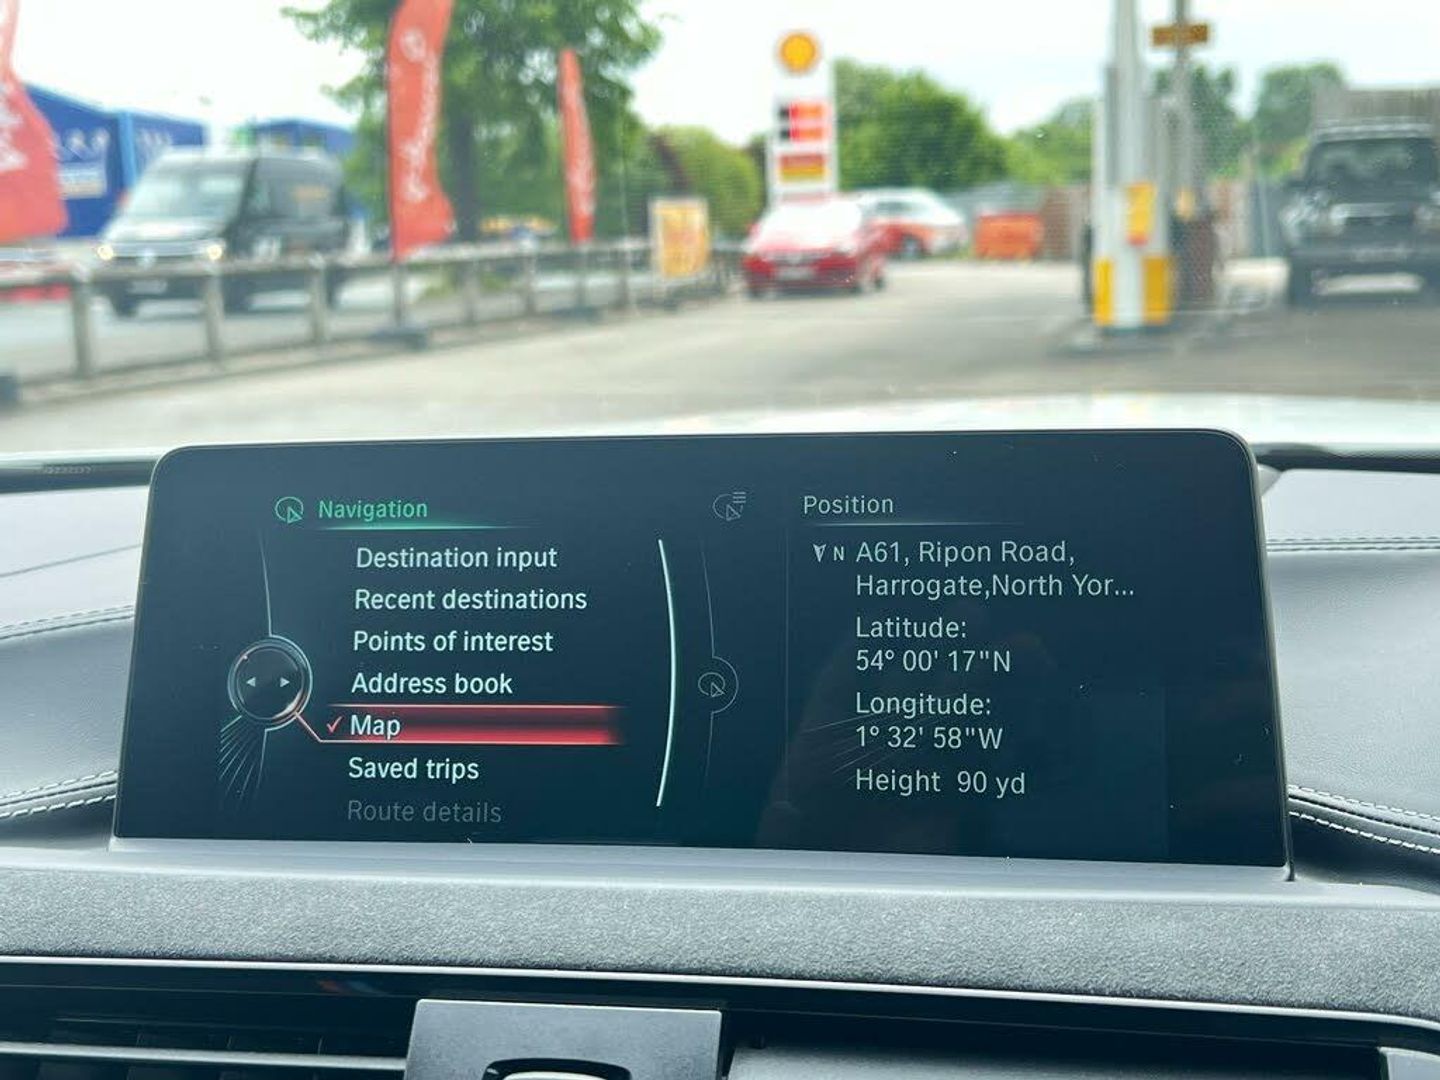 Navigation
Destination input
Recent destinations
Points of interest
Address book
Map
Saved trips
Route details
Position
N A61, Ripon Road,
Harrogate,North Yor...
Latitude:
54° 00' 17"N
Longitude:
1° 32' 58"W
Height 90 yd